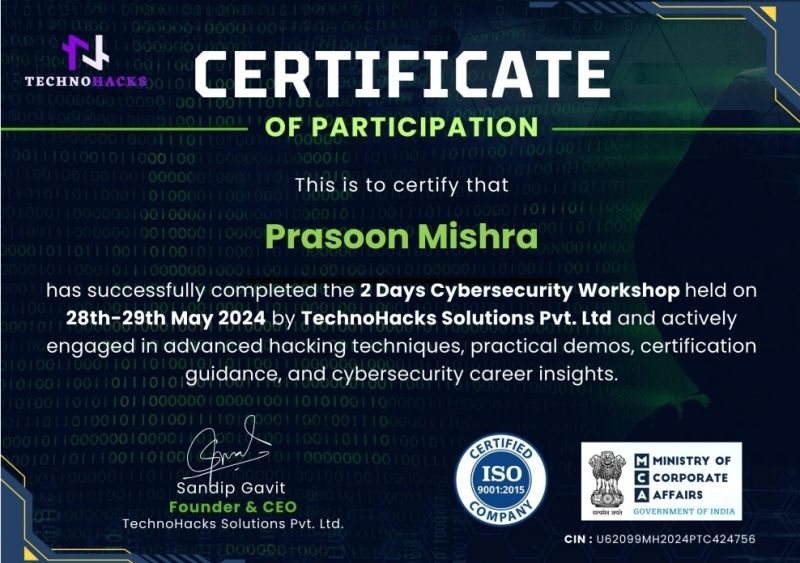 TECHNOHACKS
CERTIFICATE
OF PARTICIPATION
This is to certify that
Prasoon Mishra
has successfully completed the 2 Days Cybersecurity Workshop held on
28th-29th May 2024 by TechnoHacks Solutions Pvt. Ltd and actively
engaged in advanced hacking techniques, practical demos, certification
guidance, and cybersecurity career insights.
Sandip Gavit
Founder & CEO
TechnoHacks Solutions Pvt. Ltd.
CERTIFIED
ISO
9001:2015
COMPANY
सत्यमेव जयते
M C A
MINISTRY OF
CORPORATE
AFFAIRS
GOVERNMENT OF INDIA
CIN : U62099MH2024PTC424756